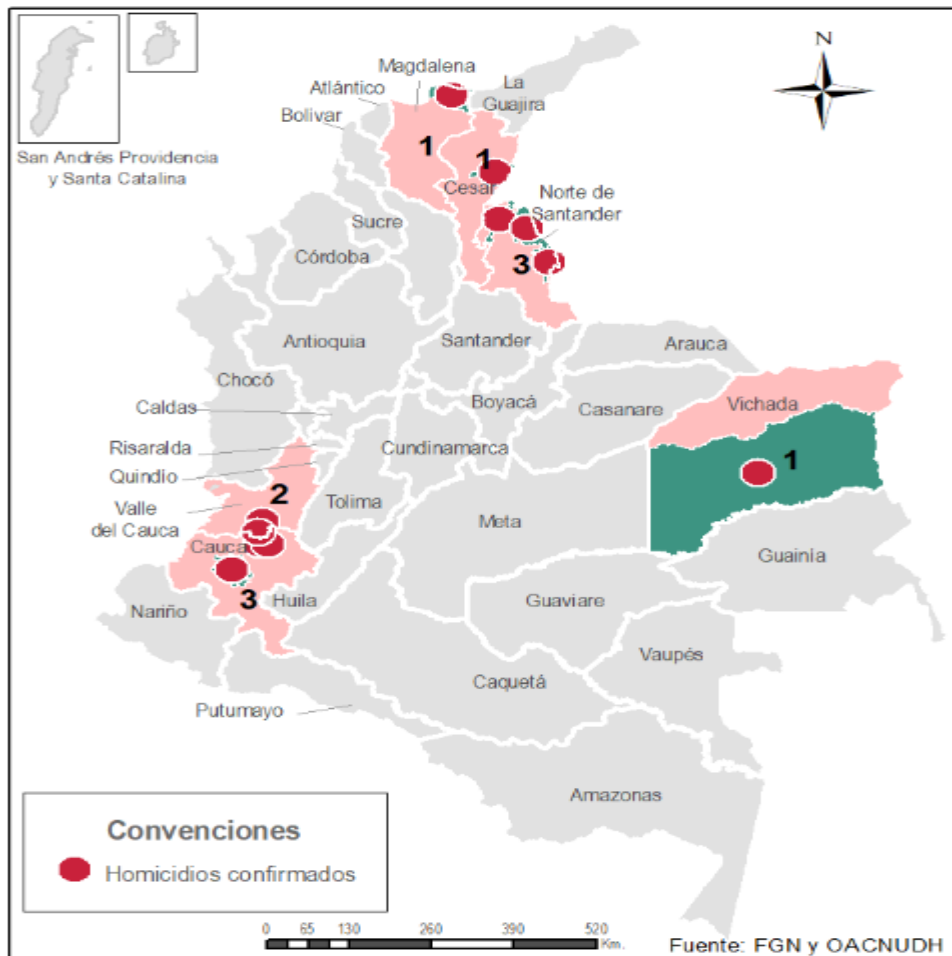 N
Magdalena
La
Guajira
Atlántico
Bolivar
San Andrés Providencia
y Santa Catalina
1
1
Cesar
Norte de
Santander
Sucre
Córdoba
3
Antioquia
Santander
Arauca
Chocó
Vichada
Caldas
Boyacá
Casanare
Risaralda
Cundinamarca
1
Quindío
2
Tolima
Valle
del Cauca
Meta
Cauca
Guainía
3
Huila
Guaviare
Nariño
Vaupés
Caquetá
Putumayo
Amazonas
Convenciones
Homicidios confirmados
0 65 130 260 390 520
Km.
Fuente: FGN y OACNUDH